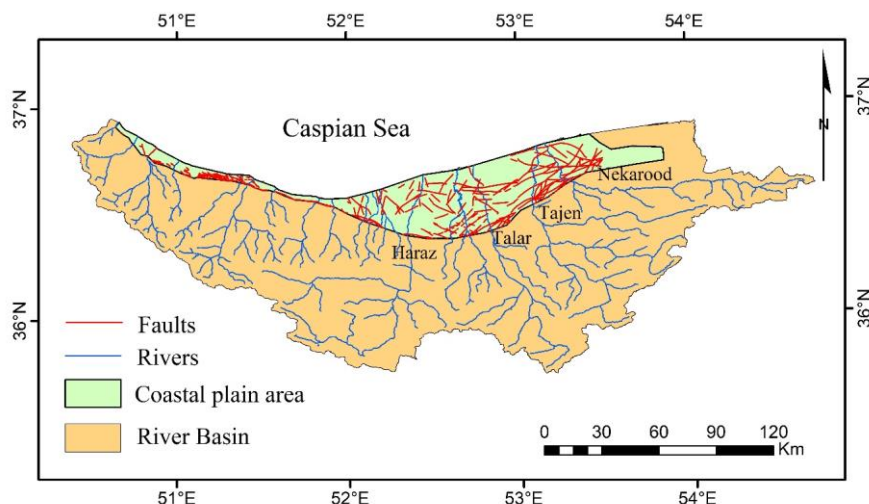 51°E
52°E
53°E
54°E
37°N
37°N
N
Caspian Sea
Nekarood
Tajen
Talar
Haraz
36°N
36°N
Faults
Rivers
Coastal plain area
River Basin
0 30 60 90 120
Km
51°E
52°E
53°E
54°E